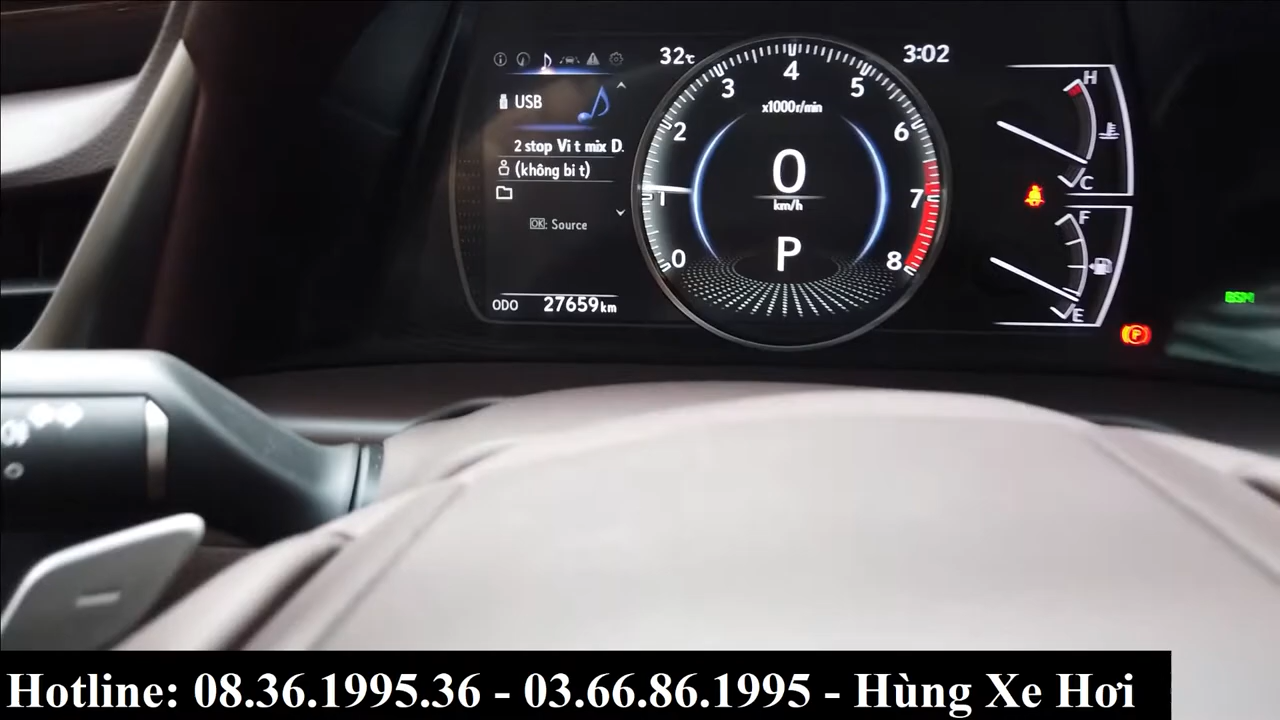 32°C
3:02
USB
2 stop Vi t mix D.
(không bi t)
OK: Source
ODO 27659 km
0
1
2
3
4
5
6
7
8
x1000r/min
0
km/h
P
H
C
F
E
BSM
P
Hotline: 08.36.1995.36 - 03.66.86.1995 - Hùng Xe Hơi